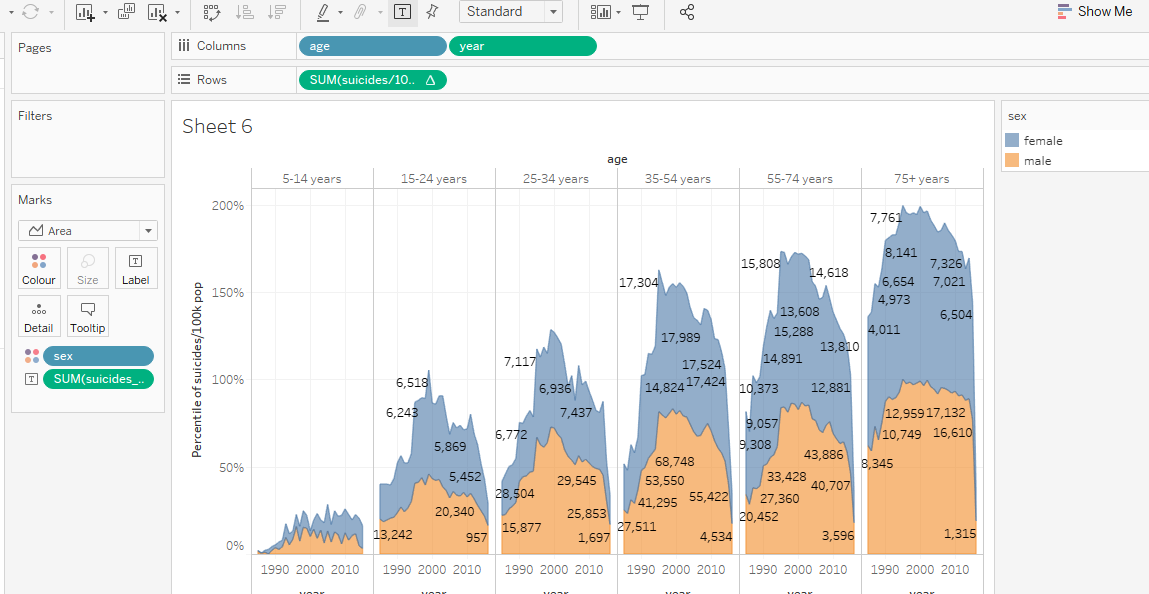 Standard
Show Me
Pages
Columns
age
year
Rows
SUM(suicides/10..
Filters
Sheet 6
sex
female
male
Marks
Area
Colour
Size
Label
Detail
Tooltip
sex
SUM(suicides_..
age
5-14 years
15-24 years
25-34 years
35-54 years
55-74 years
75+ years
Percentile of suicides/100k pop
200%
150%
100%
50%
0%
6,518
6,243
5,869
5,452
20,340
13,242
957
7,117
6,936
7,437
6,772
29,545
28,504
25,853
15,877
1,697
17,304
17,989
17,524
14,824
17,424
68,748
53,550
41,295
55,422
27,511
4,534
15,808
14,618
13,608
15,288
13,810
14,891
10,373
12,881
9,057
9,308
43,886
33,428
40,707
27,360
20,452
3,596
7,761
8,141
7,326
6,654
7,021
4,973
6,504
4,011
12,959
17,132
10,749
16,610
8,345
1,315
1990 2000 2010
1990 2000 2010
1990 2000 2010
1990 2000 2010
1990 2000 2010
1990 2000 2010
year
year
year
year
year
year